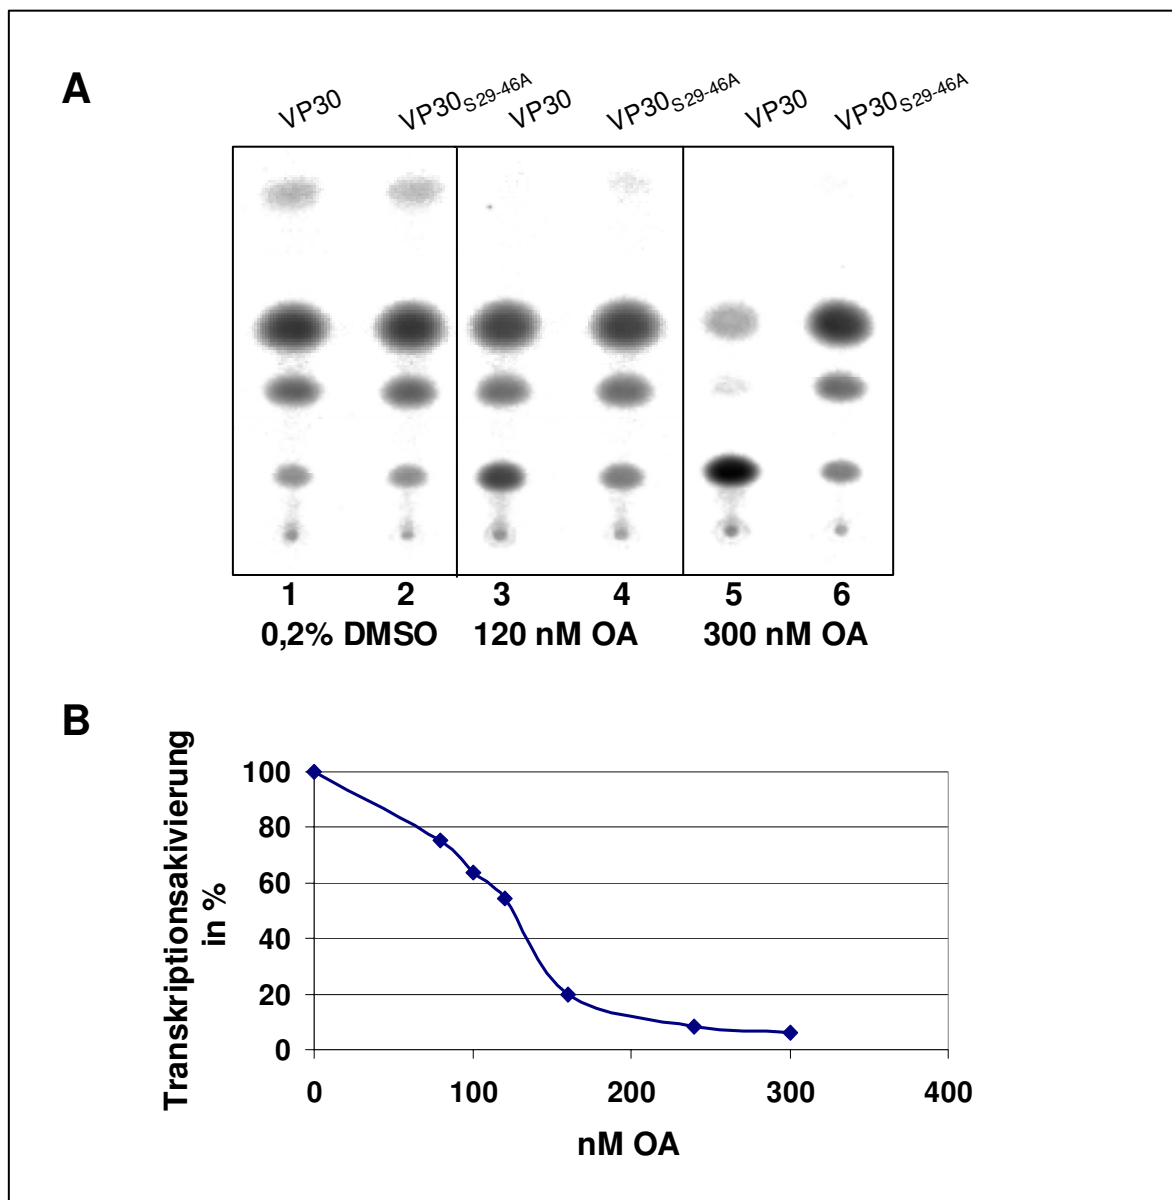 A
VP30 VP30S29-46A VP30 VP30S29-46A VP30 VP30S29-46A
1 2 3 4 5 6
0,2% DMSO 120 nM OA 300 nM OA
B
Transkriptionsakivierung
in %
100
80
60
40
20
0
0 100 200 300 400
nM OA